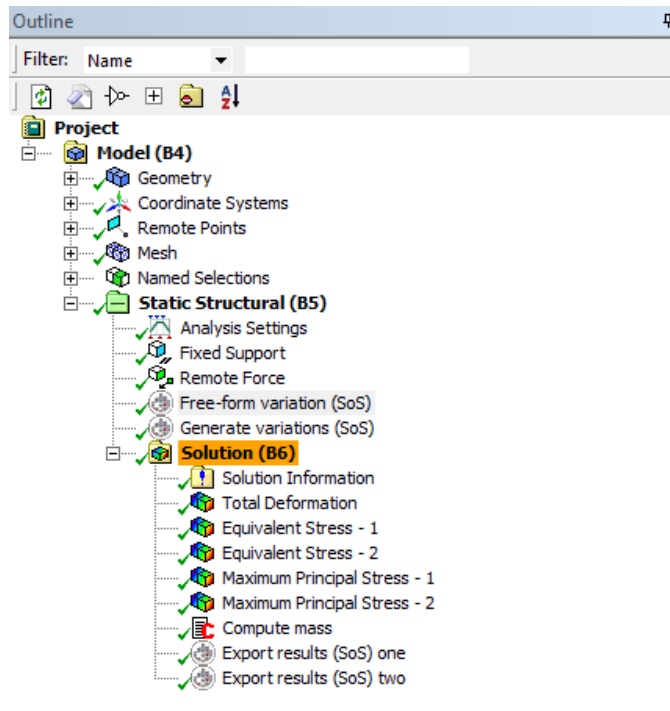 Outline
Filter: Name
Project
Model (B4)
Geometry
Coordinate Systems
Remote Points
Mesh
Named Selections
Static Structural (B5)
Analysis Settings
Fixed Support
Remote Force
Free-form variation (SoS)
Generate variations (SoS)
Solution (B6)
Solution Information
Total Deformation
Equivalent Stress - 1
Equivalent Stress - 2
Maximum Principal Stress - 1
Maximum Principal Stress - 2
Compute mass
Export results (SoS) one
Export results (SoS) two